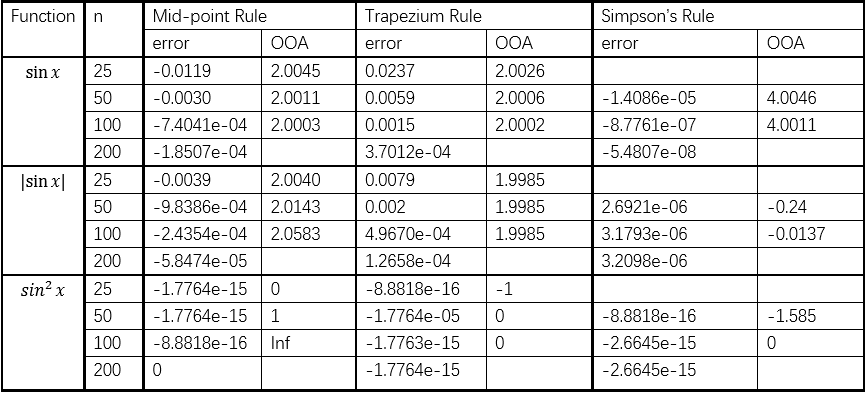 Function n Mid-point Rule Trapezium Rule Simpson's Rule
error OOA error OOA error OOA
sin x 25 -0.0119 2.0045 0.0237 2.0026
50 -0.0030 2.0011 0.0059 2.0006 -1.4086e-05 4.0046
100 -7.4041e-04 2.0003 0.0015 2.0002 -8.7761e-07 4.0011
200 -1.8507e-04 3.7012e-04 -5.4807e-08
|sin x| 25 -0.0039 2.0040 0.0079 1.9985
50 -9.8386e-04 2.0143 0.002 1.9985 2.6921e-06 -0.24
100 -2.4354e-04 2.0583 4.9670e-04 1.9985 3.1793e-06 -0.0137
200 -5.8474e-05 1.2658e-04 3.2098e-06
sin² x 25 -1.7764e-15 0 -8.8818e-16 -1
50 -1.7764e-15 1 -1.7764e-05 0 -8.8818e-16 -1.585
100 -8.8818e-16 Inf -1.7763e-15 0 -2.6645e-15 0
200 0 -1.7764e-15 -2.6645e-15